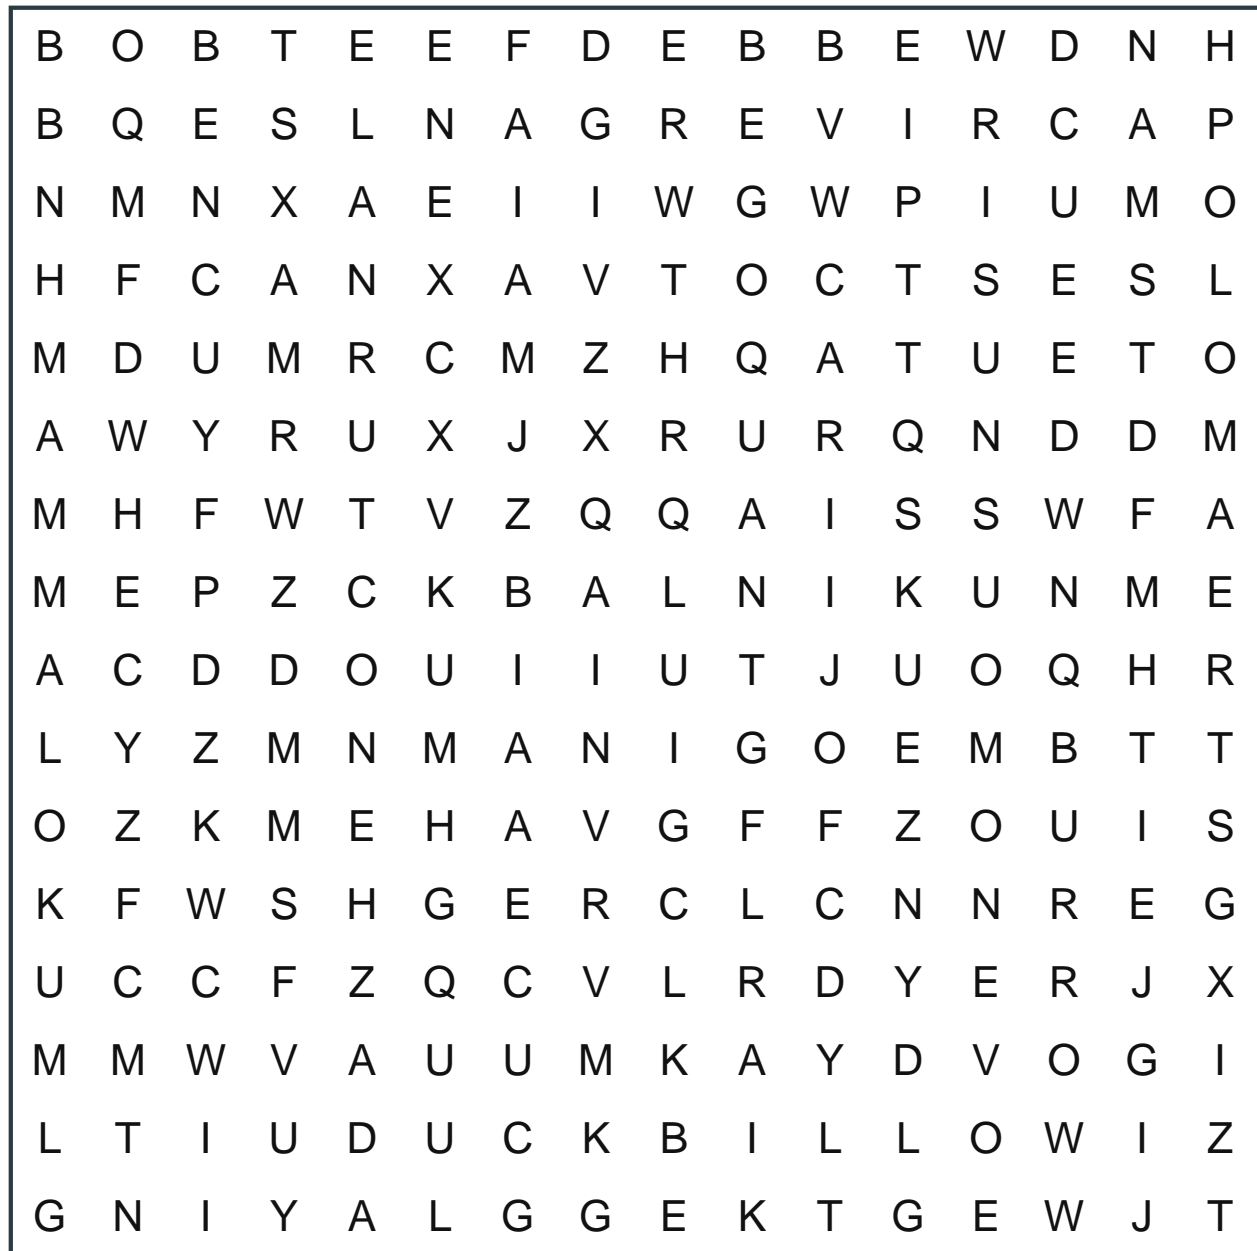 B O B T E E F D E B B E W D N H
B Q E S L N A G R E V I R C A P
N M N X A E I I W G W P I U M O
H F C A N X A V T O C T S E S L
M D U M R C M Z H Q A T U E T O
A W Y R U X J X R U R Q N D D M
M H F W T V Z Q Q A I S S W F A
M E P Z C K B A L N I K U N M E
A C D D O U I I U T J U O Q H R
L Y Z M N M A N I G O E M B T T
O Z K M E H A V G F F Z O U I S
K F W S H G E R C L C N N R E G
U C C F Z Q C V L R D Y E R J X
M M W V A U U M K A Y D V O G I
L T I U D U C K B I L L O W I Z
G N I Y A L G G E K T G E W J T